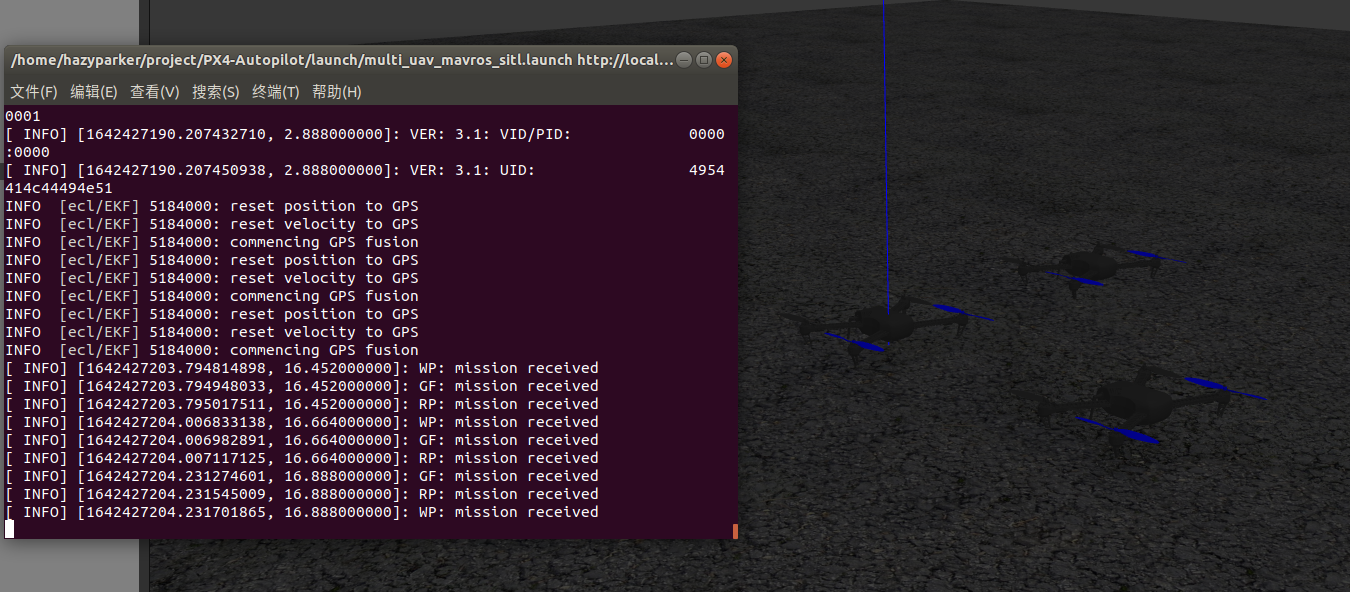 /home/hazyparker/project/PX4-Autopilot/launch/multi_uav_mavros_sitl.launch http://local...
文件(F) 编辑(E) 查看(V) 搜索(S) 终端(T) 帮助(H)
0001
[ INFO] [1642427190.207432710, 2.888000000]: VER: 3.1: VID/PID: 0000
:0000
[ INFO] [1642427190.207450938, 2.888000000]: VER: 3.1: UID: 4954
414c44494e51
INFO [ecl/EKF] 5184000: reset position to GPS
INFO [ecl/EKF] 5184000: reset velocity to GPS
INFO [ecl/EKF] 5184000: commencing GPS fusion
INFO [ecl/EKF] 5184000: reset position to GPS
INFO [ecl/EKF] 5184000: reset velocity to GPS
INFO [ecl/EKF] 5184000: commencing GPS fusion
INFO [ecl/EKF] 5184000: reset position to GPS
INFO [ecl/EKF] 5184000: reset velocity to GPS
INFO [ecl/EKF] 5184000: commencing GPS fusion
[ INFO] [1642427203.794814898, 16.452000000]: WP: mission received
[ INFO] [1642427203.794948033, 16.452000000]: GF: mission received
[ INFO] [1642427203.795017511, 16.452000000]: RP: mission received
[ INFO] [1642427204.006833138, 16.664000000]: WP: mission received
[ INFO] [1642427204.006982891, 16.664000000]: GF: mission received
[ INFO] [1642427204.007117125, 16.664000000]: RP: mission received
[ INFO] [1642427204.231274601, 16.888000000]: GF: mission received
[ INFO] [1642427204.231545009, 16.888000000]: RP: mission received
[ INFO] [1642427204.231701865, 16.888000000]: WP: mission received